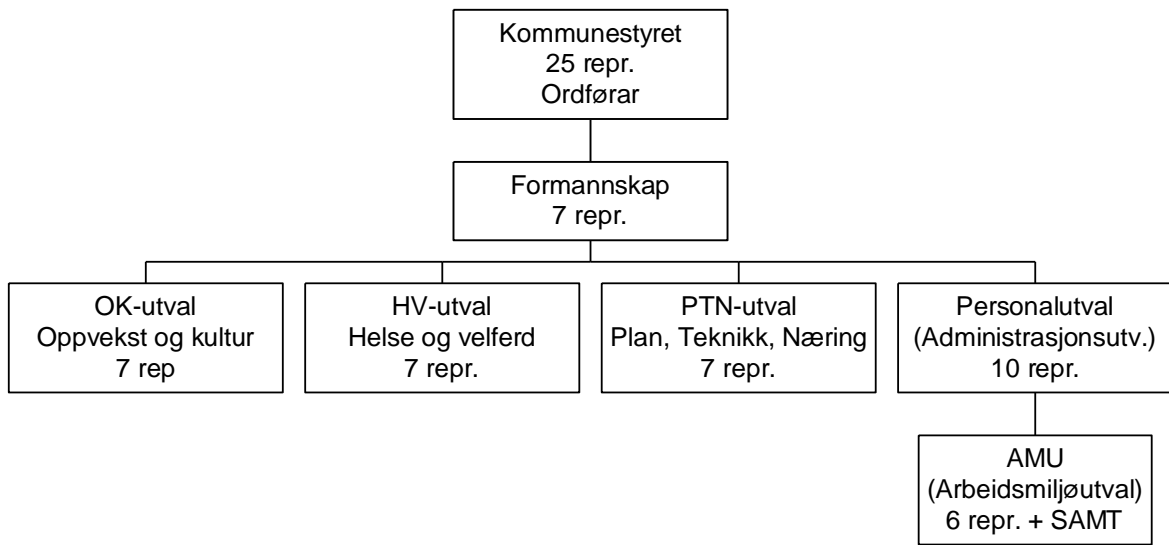 Kommunestyret
25 repr.
Ordførar
Formannskap
7 repr.
OK-utval
Oppvekst og kultur
7 rep
HV-utval
Helse og velferd
7 repr.
PTN-utval
Plan, Teknikk, Næring
7 repr.
Personalutval
(Administrasjonsutv.)
10 repr.
AMU
(Arbeidsmiljøutval)
6 repr. + SAMT